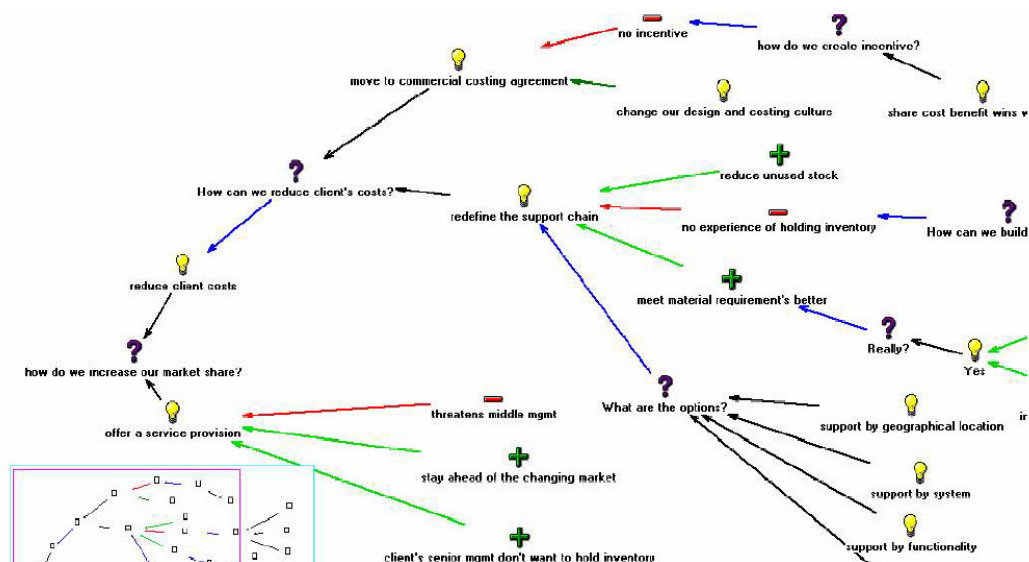 no incentive
how do we create incentive?
move to commercial costing agreement
change our design and costing culture
share cost benefit wins
reduce unused stock
How can we reduce client's costs?
redefine the support chain
no experience of holding inventory
How can we build
reduce client costs
meet material requirement's better
Really?
Yes
how do we increase our market share?
threatens middle mgmt
What are the options?
support by geographical location
offer a service provision
stay ahead of the changing market
support by system
support by functionality
client's senior mgmt don't want to hold inventory